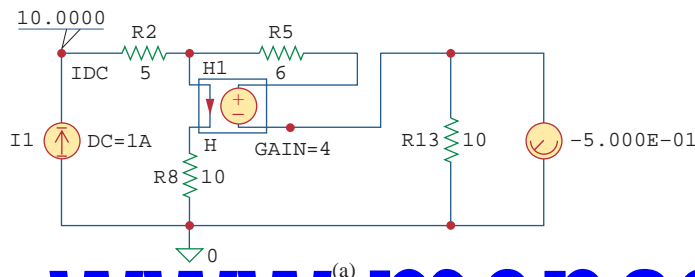 10.0000
R2
R5
IDC
5
H1
6
I1
DC=1A
R13
10
-5.000E-01
H
GAIN=4
R8
10
0
(a)